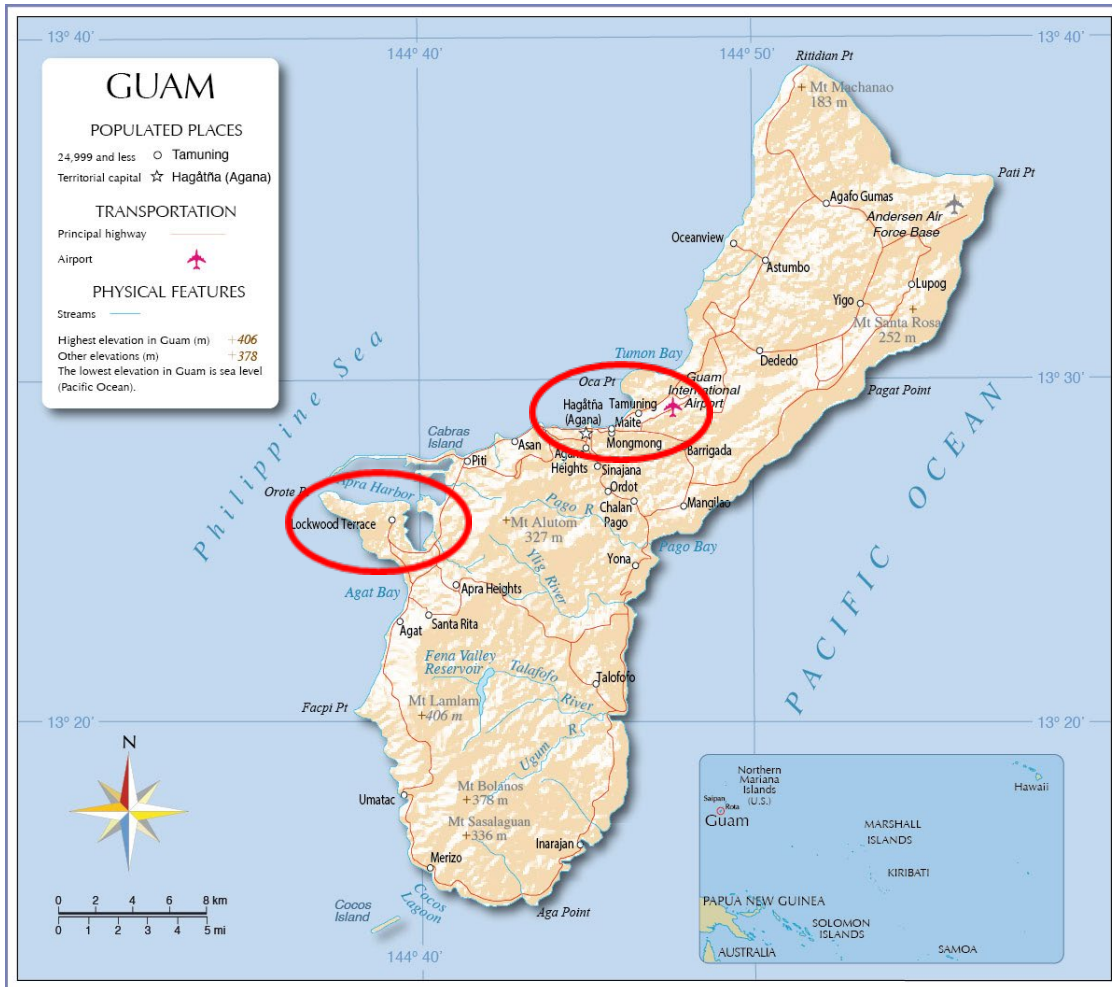 13° 40'
144° 40'
144° 50'
13° 40'
GUAM
POPULATED PLACES
24,999 and less Tamuning
Territorial capital Hagåtña (Agana)
TRANSPORTATION
Principal highway
Airport
PHYSICAL FEATURES
Streams
Highest elevation in Guam (m) +406
Other elevations (m) +378
The lowest elevation in Guam is sea level
(Pacific Ocean).
Ritidian Pt
+ Mt Machanao
183 m
Pati Pt
Agafo Gumas
Andersen Air
Force Base
Oceanview
Astumbo
Lupog
Yigo
Mt Santa Rosa
252 m
Tumon Bay
Dededo
Philippine Sea
Oca Pt
Guam
International
Airport
Pagat Point
13° 30'
Hagåtña
(Agana)
Tamuning
Maite
Mongmong
Cabras
Island
Asan
Agana
Heights
Barrigada
Piti
Sinajana
Ordot
Orote P
Apra Harbor
Chalan
Pago
Mangilao
Lockwood Terrace
Pago R
+Mt Alutom
327 m
Pago Bay
Ylig River
Yona
PACIFIC OCEAN
Agat Bay
Apra Heights
Agat
Santa Rita
Fena Valley
Reservoir
Talafofo River
Talofofo
Mt Lamlam
+406 m
Facpi Pt
13° 20'
13° 20'
Ugum R
N
Umatac
Mt Bolanos
+378 m
Mt Sasalaguan
+336 m
Inarajan
Merizo
Cocos
Lagoon
Cocos
Island
Aga Point
0 2 4 6 8 km
0 1 2 3 4 5 mi
144° 40'
144° 50'
Northern
Mariana
Islands
(U.S.)
Hawaii
Saipan
Rota
Guam
MARSHALL
ISLANDS
KIRIBATI
PAPUA NEW GUINEA
SOLOMON
ISLANDS
SAMOA
AUSTRALIA